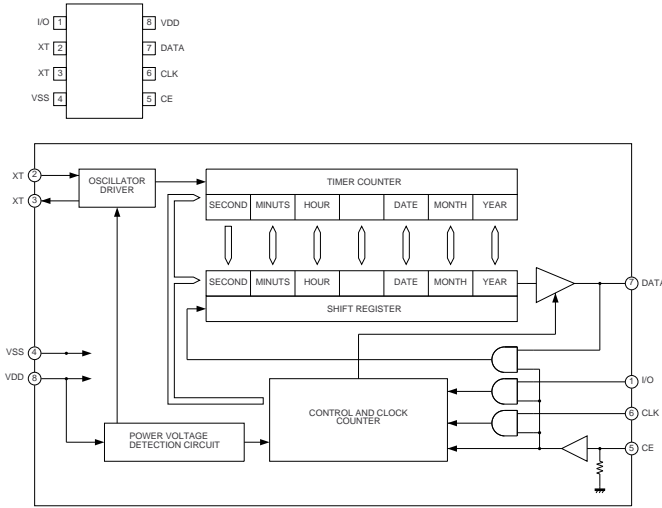 I/O 1 8 VDD
XT 2 7 DATA
XT 3 6 CLK
VSS 4 5 CE
XT 2
XT 3
OSCILLATOR
DRIVER
TIMER COUNTER
SECOND MINUTS HOUR DATE MONTH YEAR
SECOND MINUTS HOUR DATE MONTH YEAR
SHIFT REGISTER
7 DATA
VSS 4
VDD 8
1 I/O
6 CLK
5 CE
CONTROL AND CLOCK
COUNTER
POWER VOLTAGE
DETECTION CIRCUIT